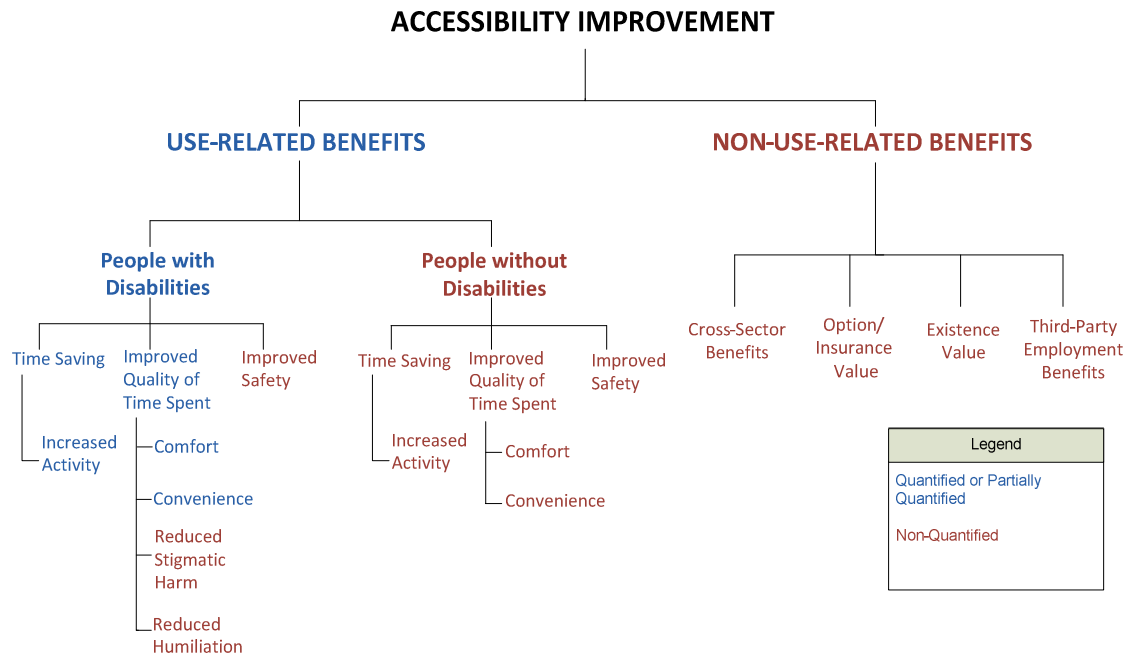 ACCESSIBILITY IMPROVEMENT
USE-RELATED BENEFITS
NON-USE-RELATED BENEFITS
People with
Disabilities
People without
Disabilities
Time Saving
Improved
Quality of
Time Spent
Improved
Safety
Increased
Activity
Comfort
Convenience
Reduced
Stigmatic
Harm
Reduced
Humiliation
Time Saving
Improved
Quality of
Time Spent
Improved
Safety
Increased
Activity
Comfort
Convenience
Cross-Sector
Benefits
Option/
Insurance
Value
Existence
Value
Third-Party
Employment
Benefits
Legend
Quantified or Partially
Quantified
Non-Quantified